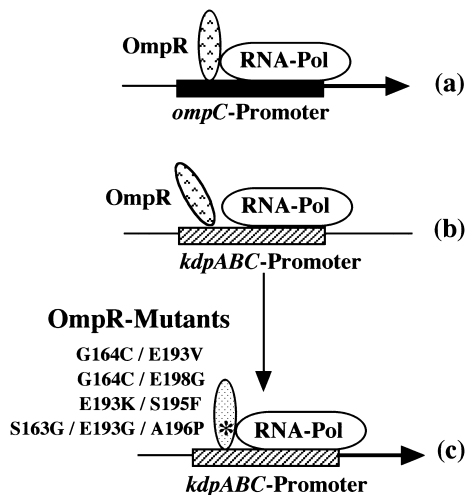 OmpR
RNA-Pol
(a)
ompC-Promoter
OmpR
RNA-Pol
(b)
kdpABC-Promoter
OmpR-Mutants
G164C / E193V
G164C / E198G
E193K / S195F
S163G / E193G / A196P
*
RNA-Pol
(c)
kdpABC-Promoter